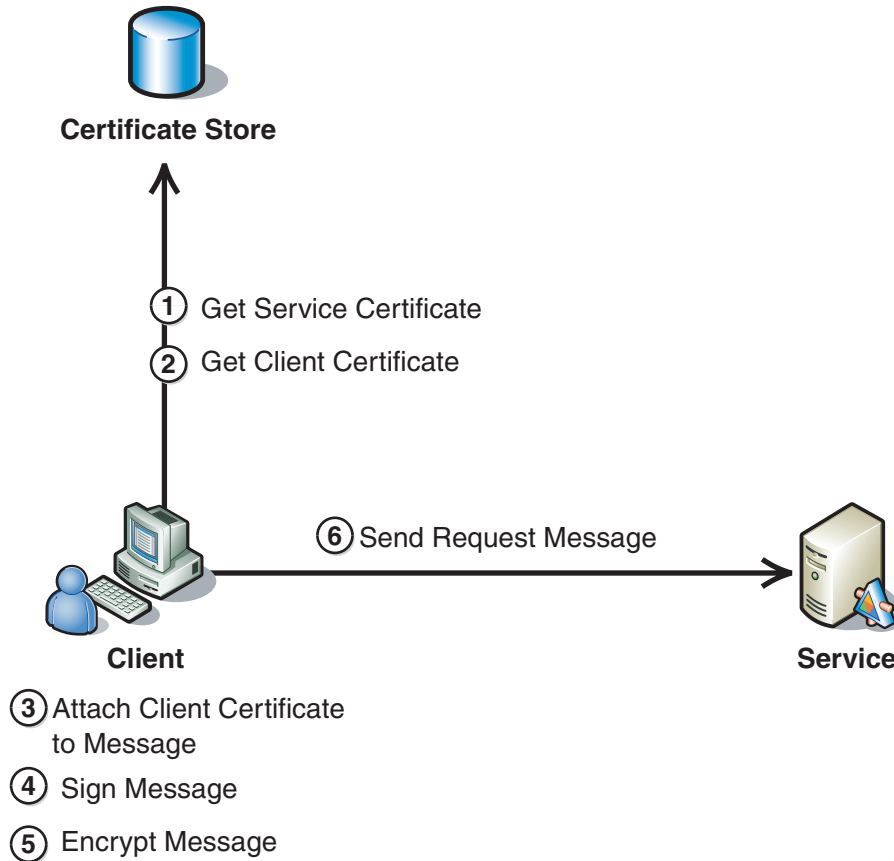 Certificate Store
1 Get Service Certificate
2 Get Client Certificate
6 Send Request Message
Client
Service
3 Attach Client Certificate
to Message
4 Sign Message
5 Encrypt Message